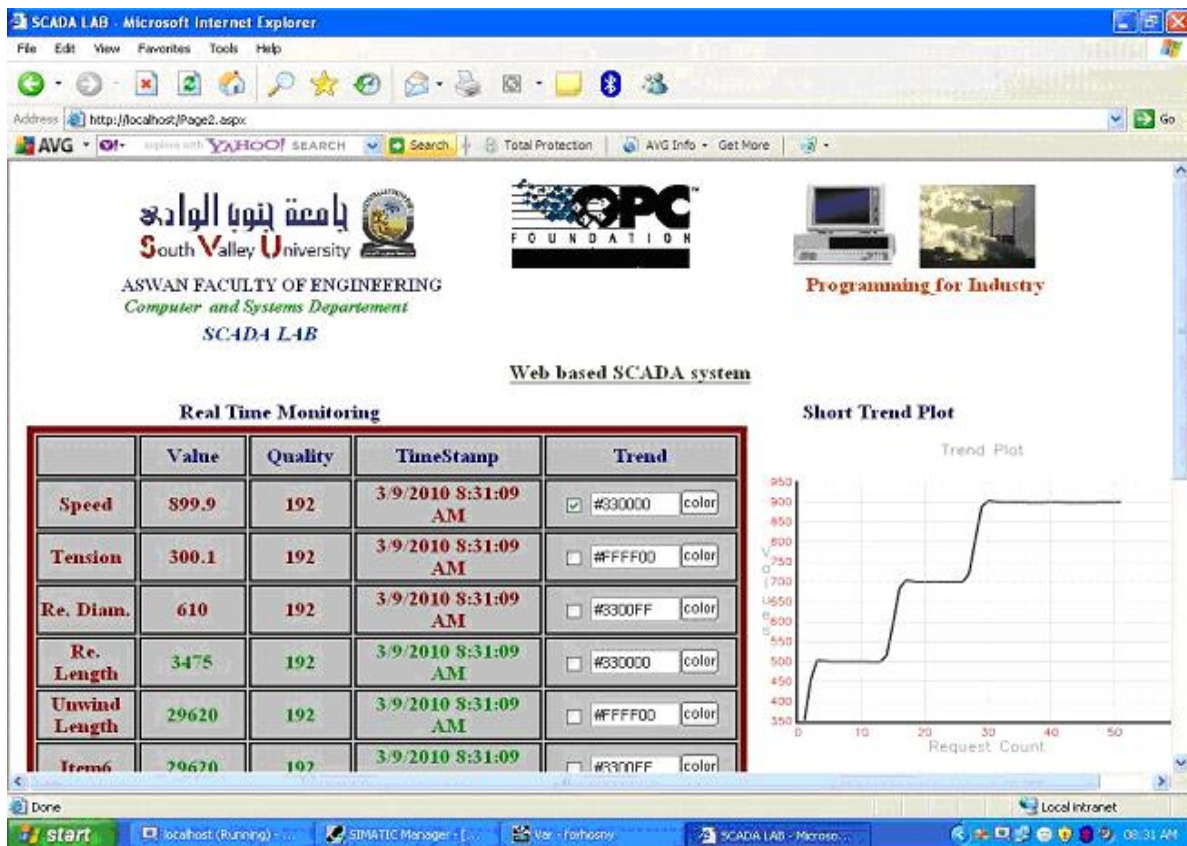 SCADA LAB - Microsoft Internet Explorer
File Edit View Favorites Tools Help
Address http://localhost/Page2.aspx Go
AVG YAHOO! SEARCH Search Total Protection AVG Info Get More
جامعة جنوب الوادى
South Valley University
ASWAN FACULTY OF ENGINEERING
Computer and Systems Departement
SCADA LAB
OPC
FOUNDATION
TM
Programming for Industry
Web based SCADA system
Real Time Monitoring
Value Quality TimeStamp Trend
Speed 899.9 192 3/9/2010 8:31:09 AM #330000 color
Tension 300.1 192 3/9/2010 8:31:09 AM #FFFF00 color
Re. Diam. 610 192 3/9/2010 8:31:09 AM #3300FF color
Re. Length 3475 192 3/9/2010 8:31:09 AM #330000 color
Unwind Length 29620 192 3/9/2010 8:31:09 AM #FFFF00 color
Item6 29620 192 3/9/2010 8:31:09 #3300FF color
Short Trend Plot
Trend Plot
Values
950
900
850
800
750
700
650
600
550
500
450
400
350
0 10 20 30 40 50
Request Count
Done Local intranet
start localhost (Running) - ... SIMATIC Manager - [... Var - forhosny SCADA LAB - Microso... 08:31 AM